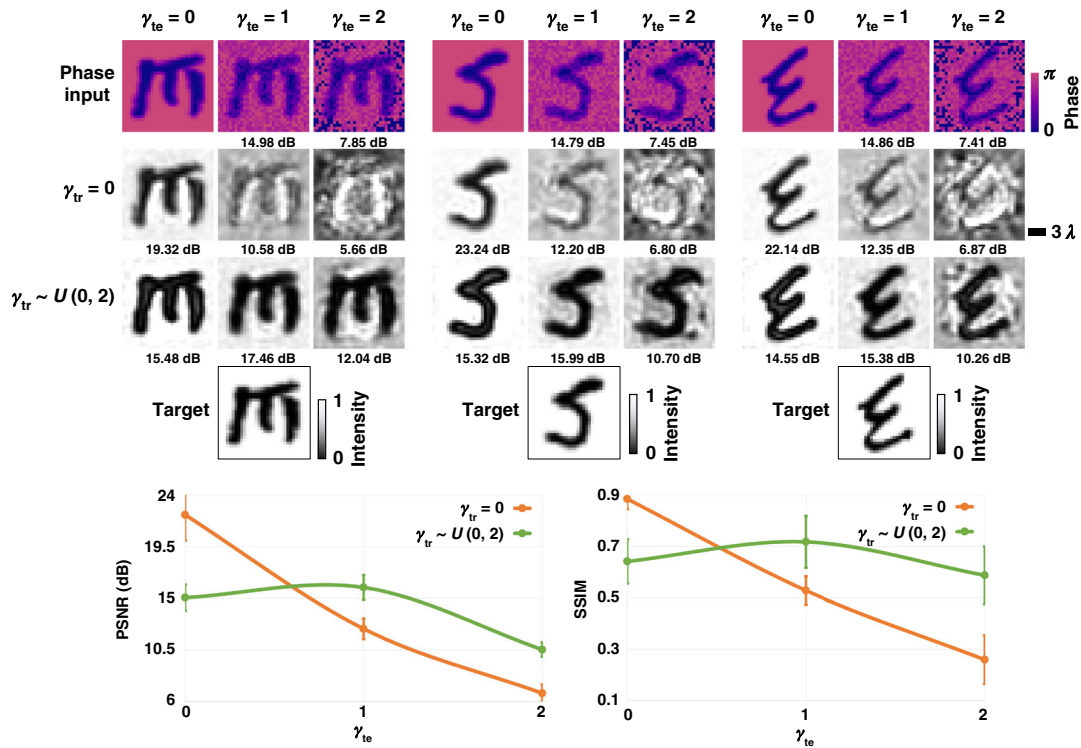 γte = 0 γte = 1 γte = 2 γte = 0 γte = 1 γte = 2 γte = 0 γte = 1 γte = 2
Phase
input
π
0
Phase
14.98 dB 7.85 dB 14.79 dB 7.45 dB 14.86 dB 7.41 dB
γtr = 0
3 λ
19.32 dB 10.58 dB 5.66 dB 23.24 dB 12.20 dB 6.80 dB 22.14 dB 12.35 dB 6.87 dB
γtr ~ U (0, 2)
15.48 dB 17.46 dB 12.04 dB 15.32 dB 15.99 dB 10.70 dB 14.55 dB 15.38 dB 10.26 dB
Target 1 0 Intensity Target 1 0 Intensity Target 1 0 Intensity
24
19.5
15
10.5
6
PSNR (dB)
γtr = 0
γtr ~ U (0, 2)
0 1 2
γte
0.9
0.7
0.5
0.3
0.1
SSIM
γtr = 0
γtr ~ U (0, 2)
0 1 2
γte